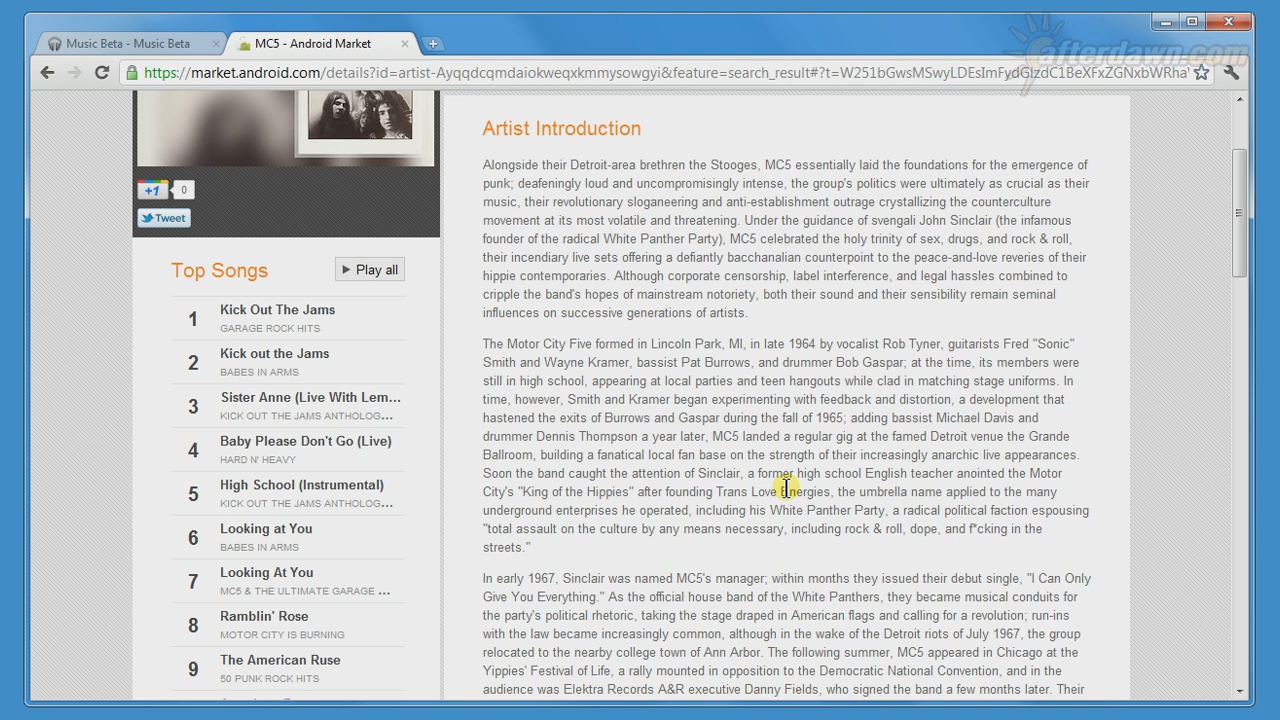 Music Beta - Music Beta
MC5 - Android Market
afterdawn.com
https://market.android.com/details?id=artist-Ayqqdcqmaiokweqxkmmysowgyi&feature=search_result#?t=W251bGwsMSwyLDEsImFydGlzdC1BeXFxZGNxbWRha
+1
0
Tweet
Top Songs
Play all
1
Kick Out The Jams
GARAGE ROCK HITS
2
Kick out the Jams
BABES IN ARMS
3
Sister Anne (Live With Lem...
KICK OUT THE JAMS ANTHOLOG...
4
Baby Please Don't Go (Live)
HARD N' HEAVY
5
High School (Instrumental)
KICK OUT THE JAMS ANTHOLOG...
6
Looking at You
BABES IN ARMS
7
Looking At You
MC5 & THE ULTIMATE GARAGE ...
8
Ramblin' Rose
MOTOR CITY IS BURNING
9
The American Ruse
50 PUNK ROCK HITS
Artist Introduction
Alongside their Detroit-area brethren the Stooges, MC5 essentially laid the foundations for the emergence of
punk; deafeningly loud and uncompromisingly intense, the group's politics were ultimately as crucial as their
music, their revolutionary sloganeering and anti-establishment outrage crystallizing the counterculture
movement at its most volatile and threatening. Under the guidance of svengali John Sinclair (the infamous
founder of the radical White Panther Party), MC5 celebrated the holy trinity of sex, drugs, and rock & roll,
their incendiary live sets offering a defiantly bacchanalian counterpoint to the peace-and-love reveries of their
hippie contemporaries. Although corporate censorship, label interference, and legal hassles combined to
cripple the band's hopes of mainstream notoriety, both their sound and their sensibility remain seminal
influences on successive generations of artists.
The Motor City Five formed in Lincoln Park, MI, in late 1964 by vocalist Rob Tyner, guitarists Fred "Sonic"
Smith and Wayne Kramer, bassist Pat Burrows, and drummer Bob Gaspar; at the time, its members were
still in high school, appearing at local parties and teen hangouts while clad in matching stage uniforms. In
time, however, Smith and Kramer began experimenting with feedback and distortion, a development that
hastened the exits of Burrows and Gaspar during the fall of 1965; adding bassist Michael Davis and
drummer Dennis Thompson a year later, MC5 landed a regular gig at the famed Detroit venue the Grande
Ballroom, building a fanatical local fan base on the strength of their increasingly anarchic live appearances.
Soon the band caught the attention of Sinclair, a former high school English teacher anointed the Motor
City's "King of the Hippies" after founding Trans Love Energies, the umbrella name applied to the many
underground enterprises he operated, including his White Panther Party, a radical political faction espousing
"total assault on the culture by any means necessary, including rock & roll, dope, and f*cking in the
streets."
In early 1967, Sinclair was named MC5's manager; within months they issued their debut single, "I Can Only
Give You Everything." As the official house band of the White Panthers, they became musical conduits for
the party's political rhetoric, taking the stage draped in American flags and calling for a revolution; run-ins
with the law became increasingly common, although in the wake of the Detroit riots of July 1967, the group
relocated to the nearby college town of Ann Arbor. The following summer, MC5 appeared in Chicago at the
Yippies' Festival of Life, a rally mounted in opposition to the Democratic National Convention, and in the
audience was Elektra Records A&R executive Danny Fields, who signed the band a few months later. Their